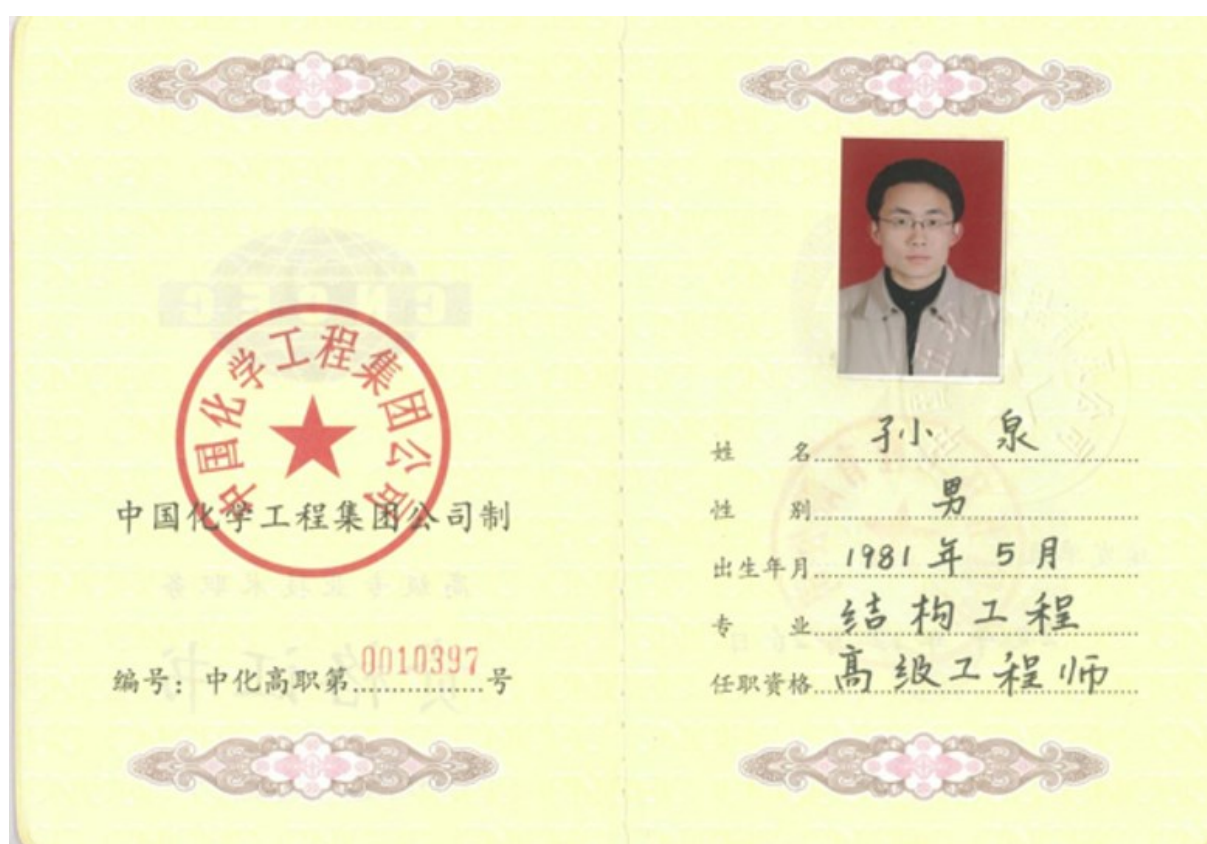 中国化学工程集团公司
中国化学工程集团公司制
编号：中化高职第0010397号
姓 名 孙泉
性 别 男
出生年月 1981年5月
专 业 结构工程
任职资格 高级工程师